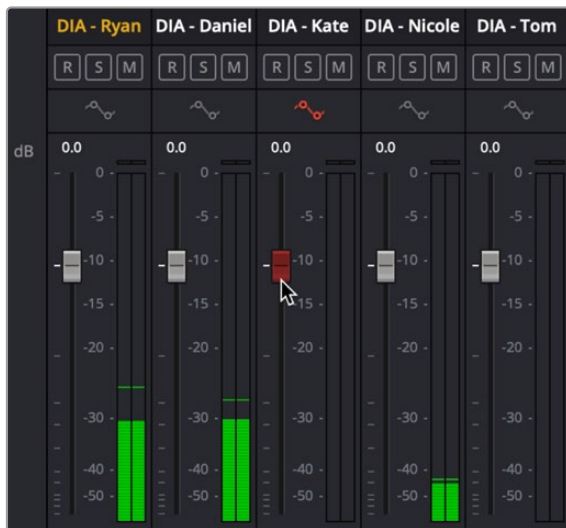 DIA - Ryan DIA - Daniel DIA - Kate DIA - Nicole DIA - Tom
R S M R S M R S M R S M R S M
dB 0.0 0.0 0.0 0.0 0.0
0 - 0 - 0 - 0 - 0 -
-5 - -5 - -5 - -5 - -5 -
-10 - -10 - -10 - -10 - -10 -
-15 - -15 - -15 - -15 - -15 -
-20 - -20 - -20 - -20 - -20 -
-30 - -30 - -30 - -30 - -30 -
-40 - -40 - -40 - -40 - -40 -
-50 - -50 - -50 - -50 - -50 -